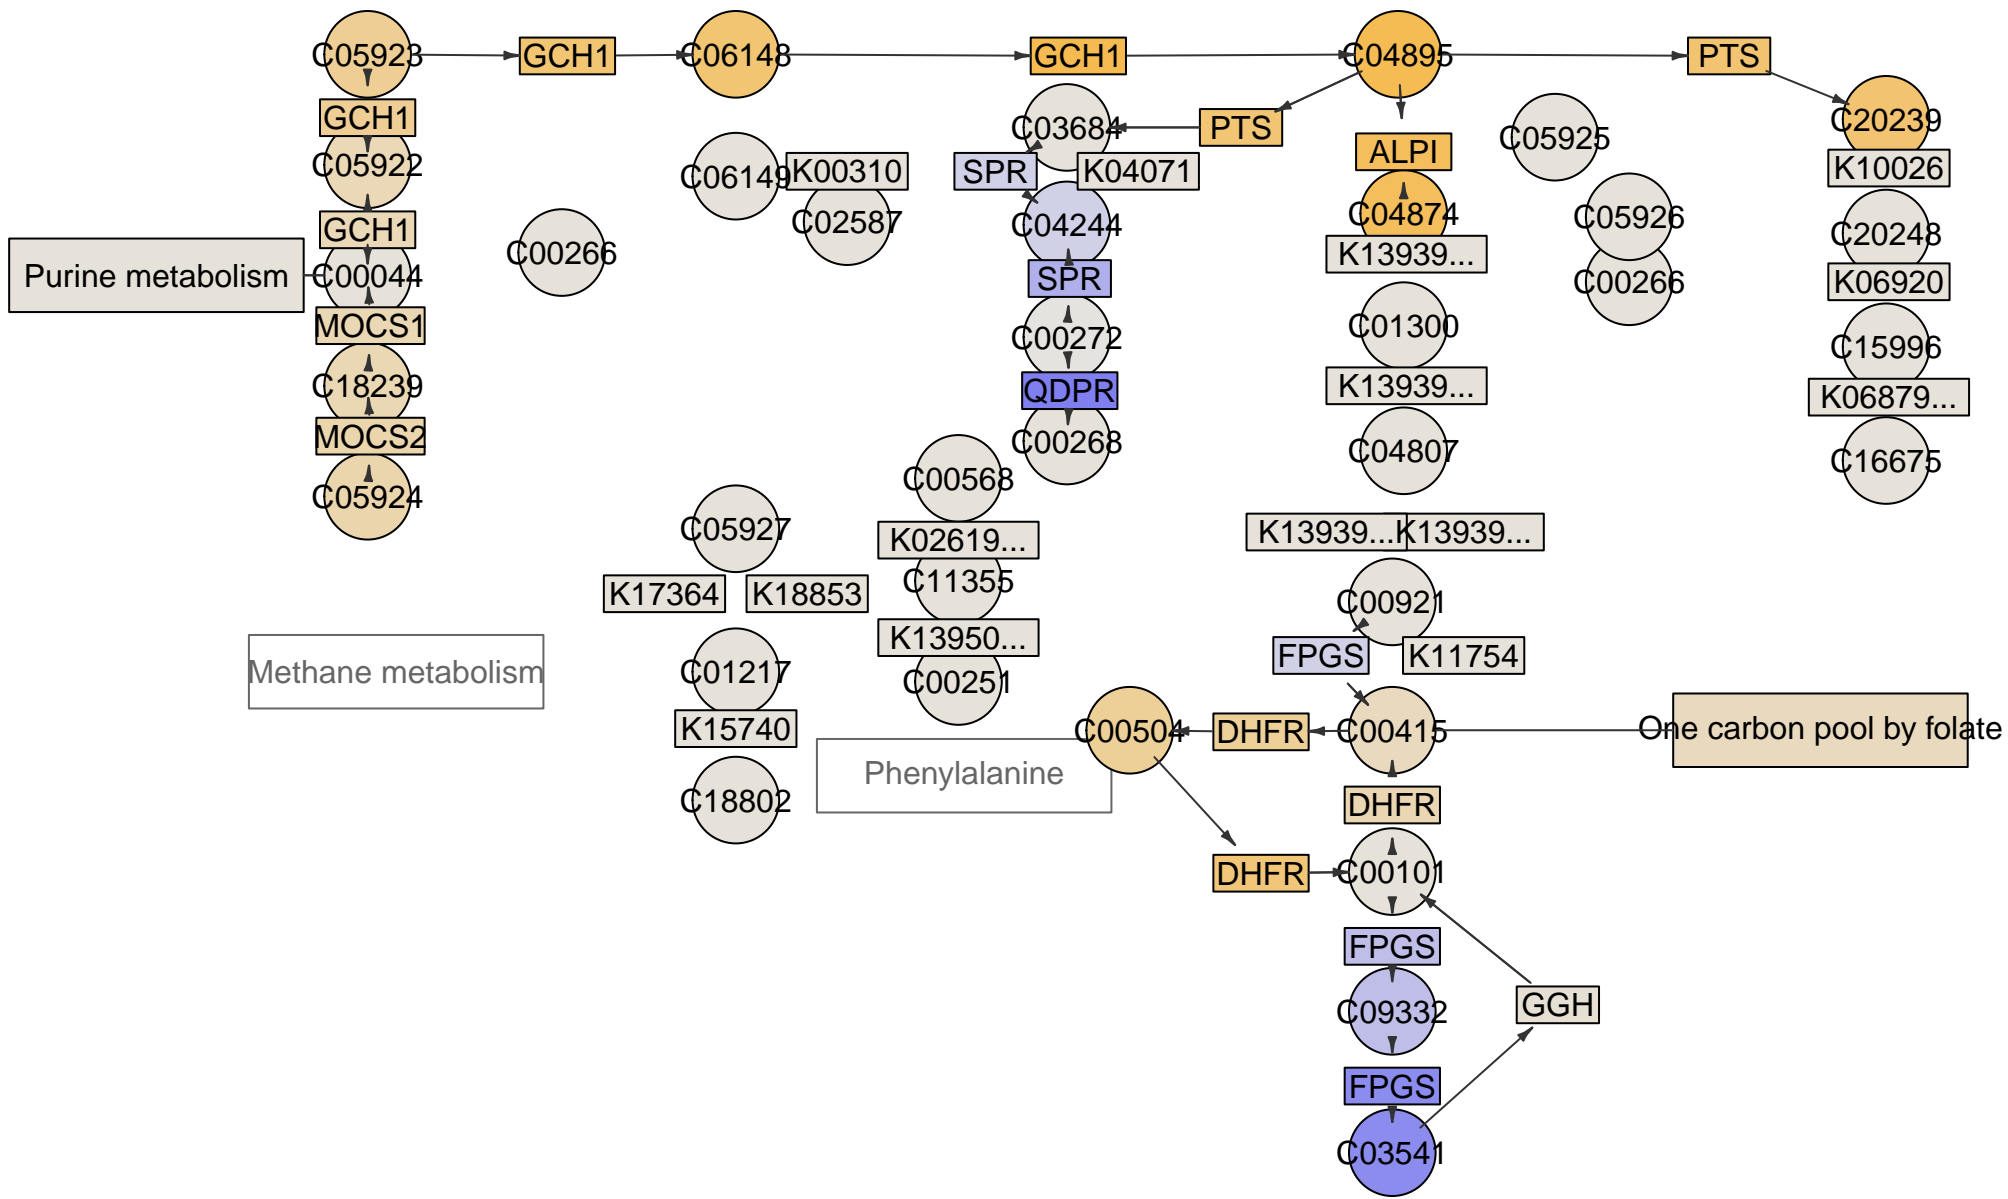 C05923
GCH1
C06148
GCH1
C04895
PTS
GCH1
C03684
PTS
C20239
C05925
ALPI
C05922
C06149
K00310
SPR
K04071
K10026
GCH1
C02587
C04244
C04874
C05926
C20248
C00266
K13939...
Purine metabolism
C00044
SPR
C00266
K06920
MOCS1
C00272
C01300
C15996
C18239
QDPR
K13939...
K06879...
MOCS2
C00268
C04807
C16675
C05924
C00568
C05927
K02619...
K13939...
K13939...
K17364
K18853
C11355
C00921
K13950...
FPGS
K11754
Methane metabolism
C01217
C00251
K15740
C00504
DHFR
C00415
One carbon pool by folate
Phenylalanine
C18802
DHFR
DHFR
C00101
FPGS
C09332
GGH
FPGS
C03541